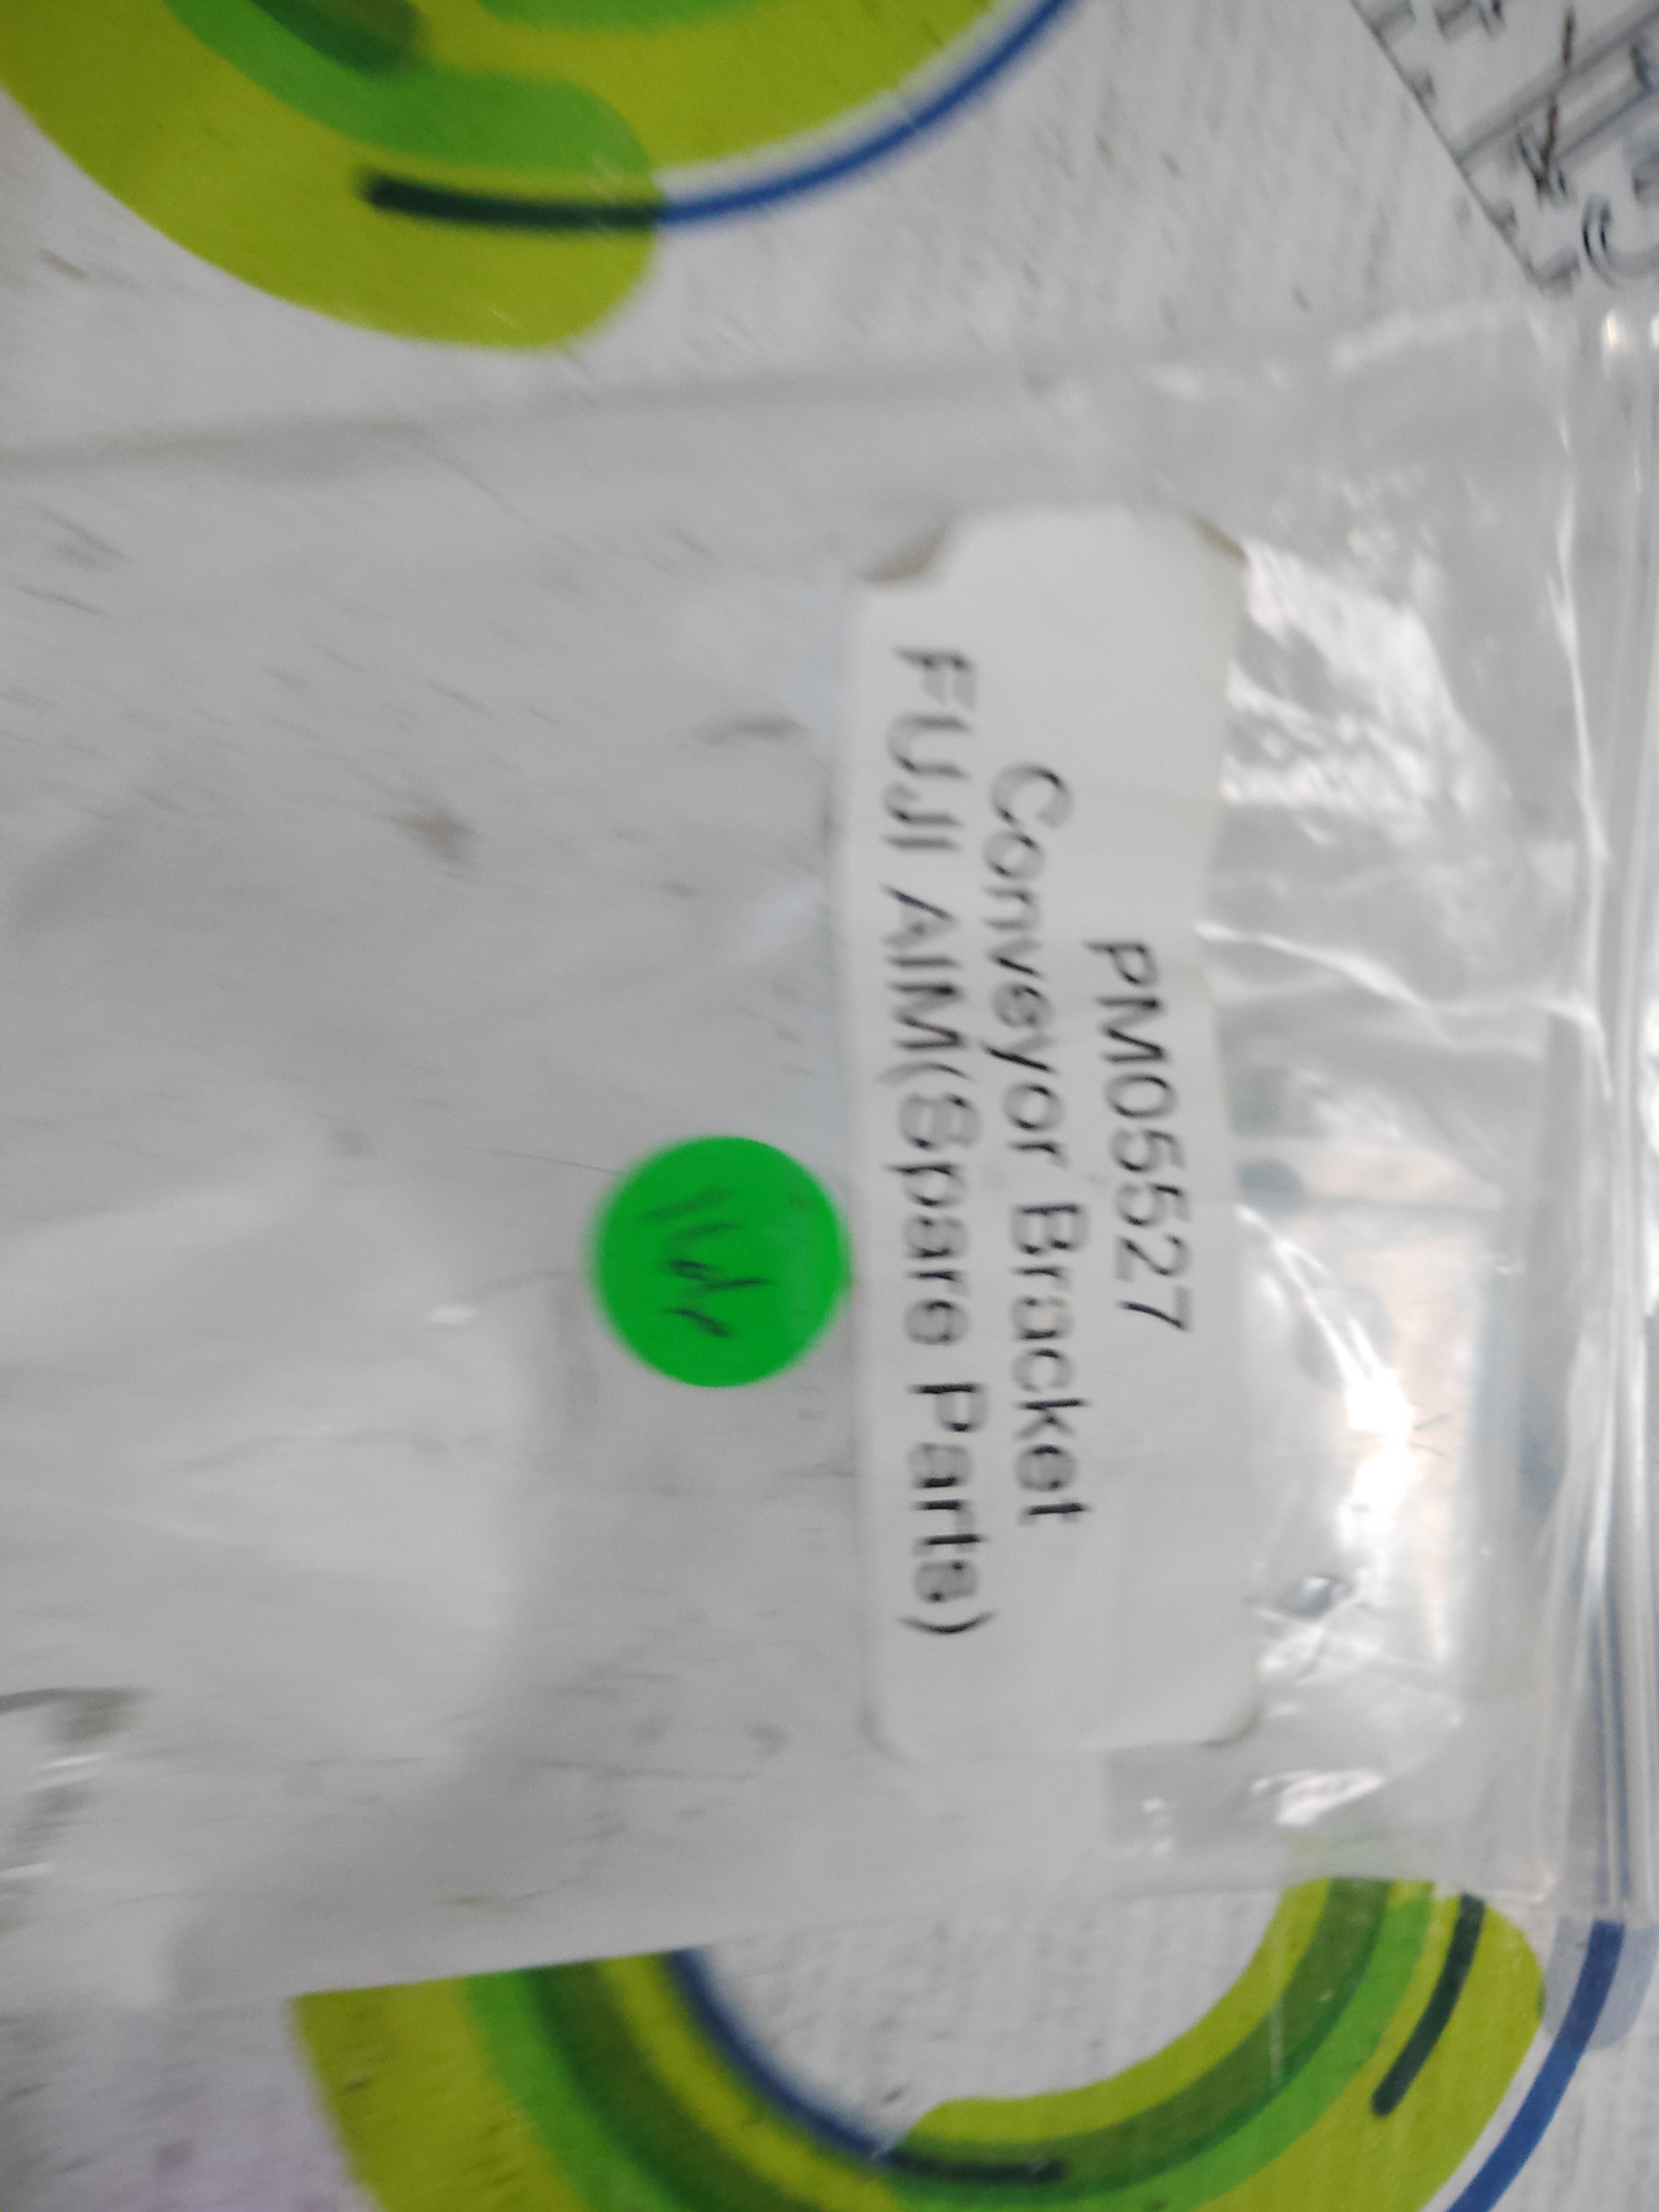 PM05527
Conveyor Bracket
FUJI AIM(Spare Parts)